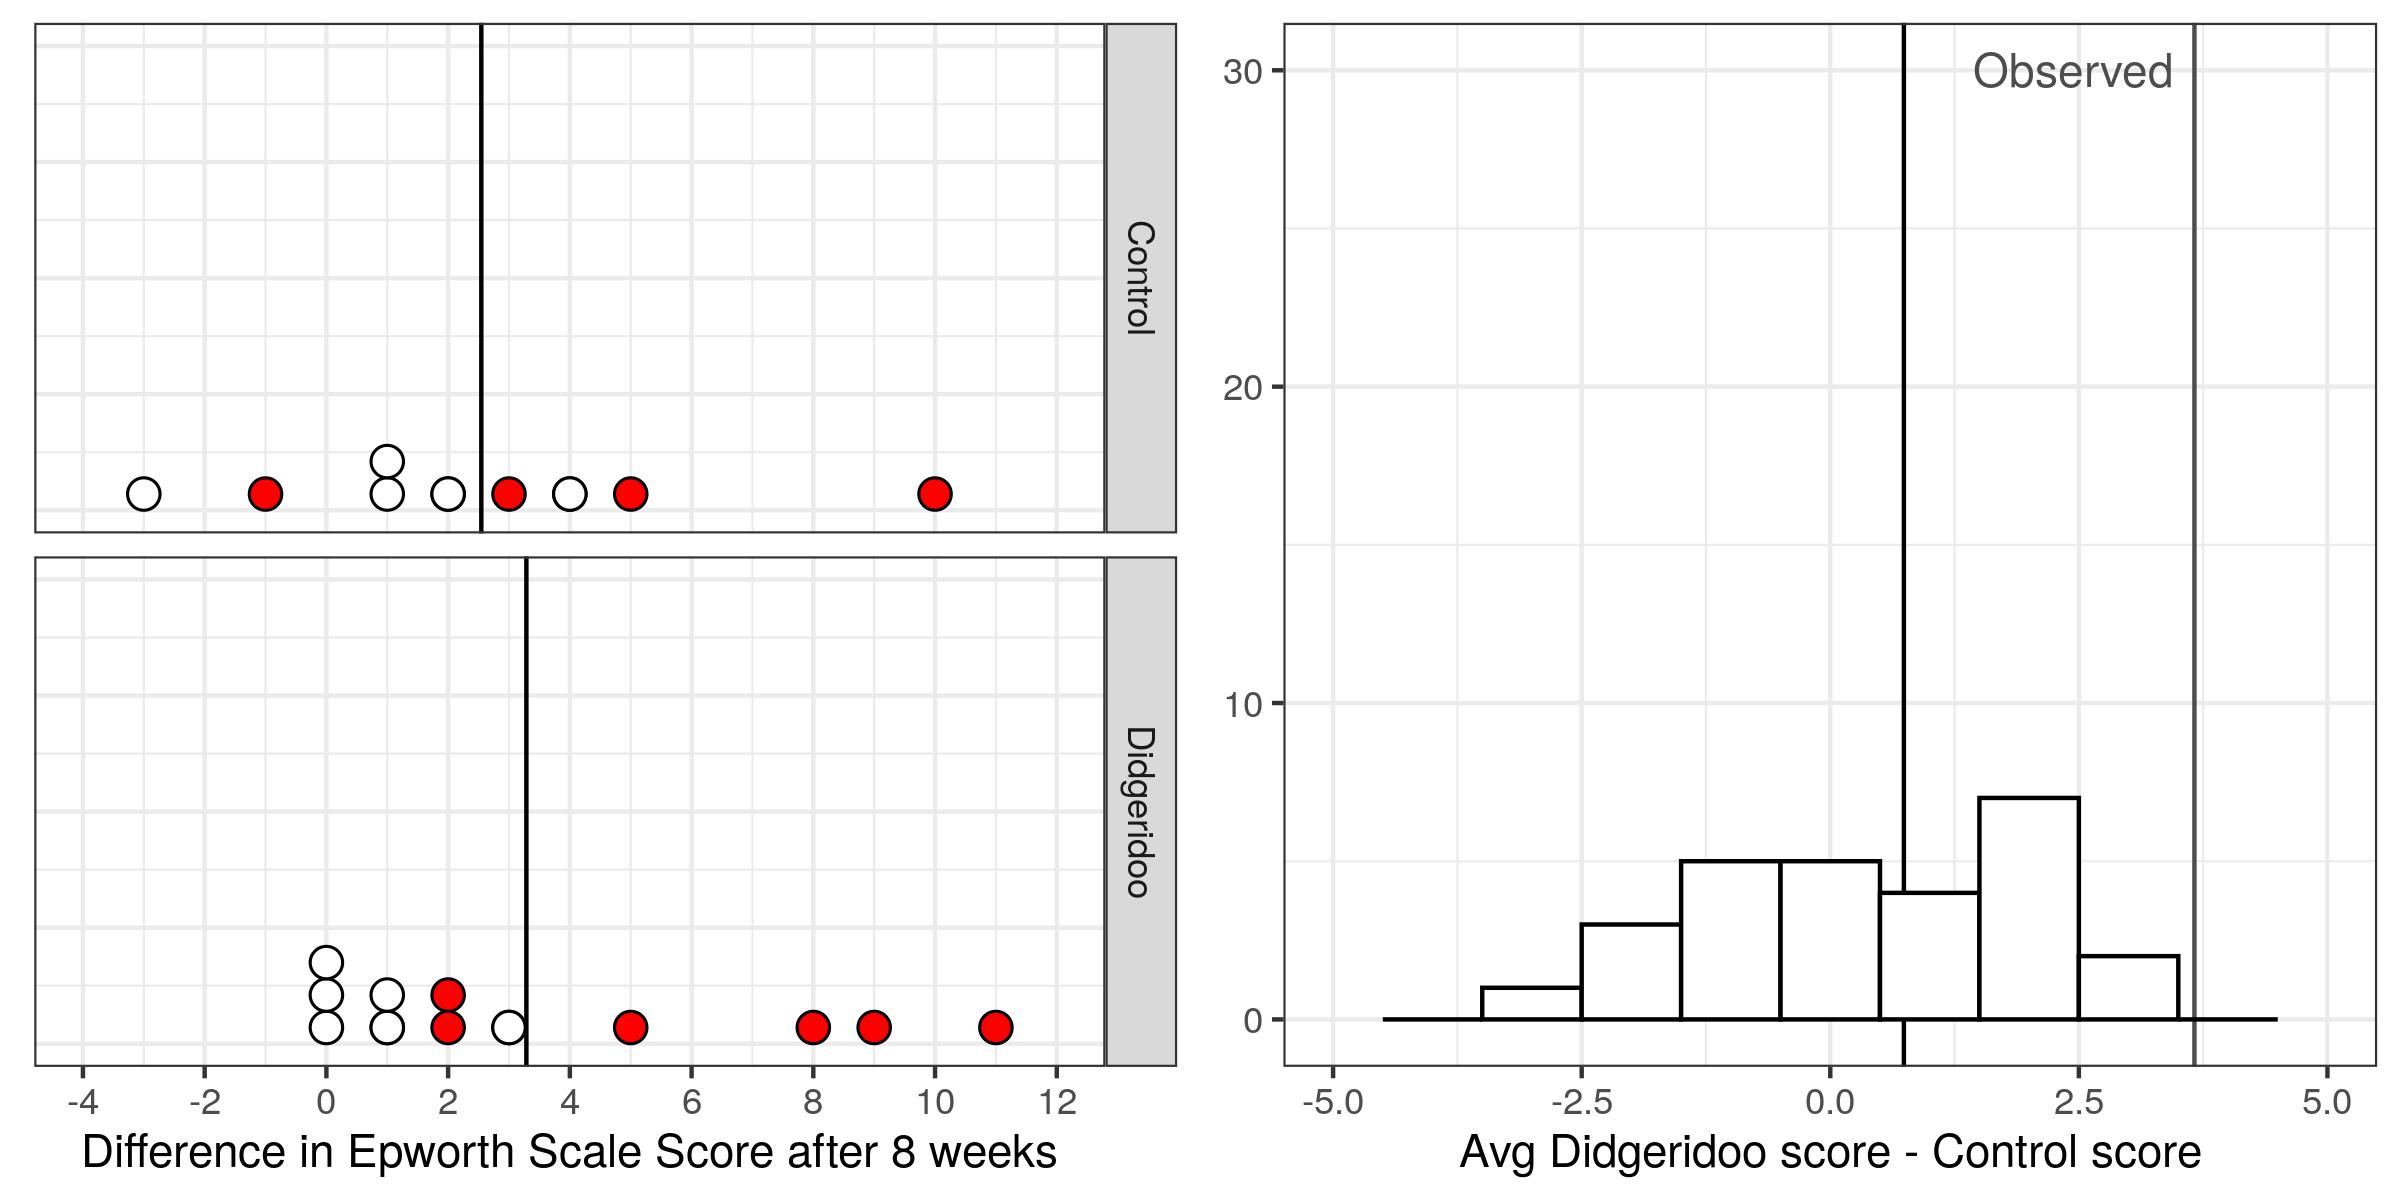 Control
Didgeridoo
-4 -2 0 2 4 6 8 10 12
Difference in Epworth Scale Score after 8 weeks
Observed
30
20
10
0
-5.0 -2.5 0.0 2.5 5.0
Avg Didgeridoo score - Control score